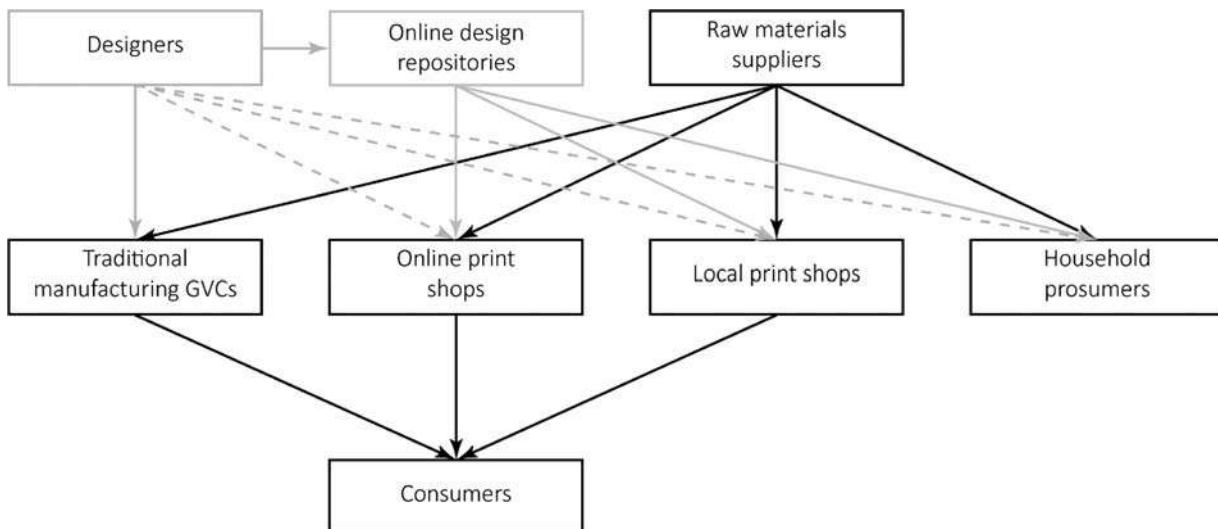 Designers
Online design
repositories
Raw materials
suppliers
Traditional
manufacturing GVCs
Online print
shops
Local print shops
Household
prosumers
Consumers